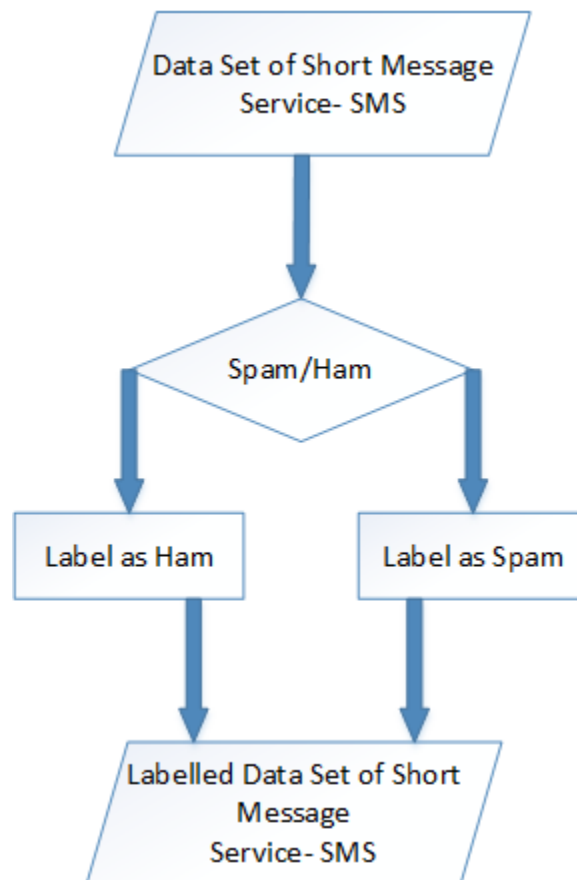 Data Set of Short Message
Service- SMS
Spam/Ham
Label as Ham
Label as Spam
Labelled Data Set of Short
Message
Service- SMS